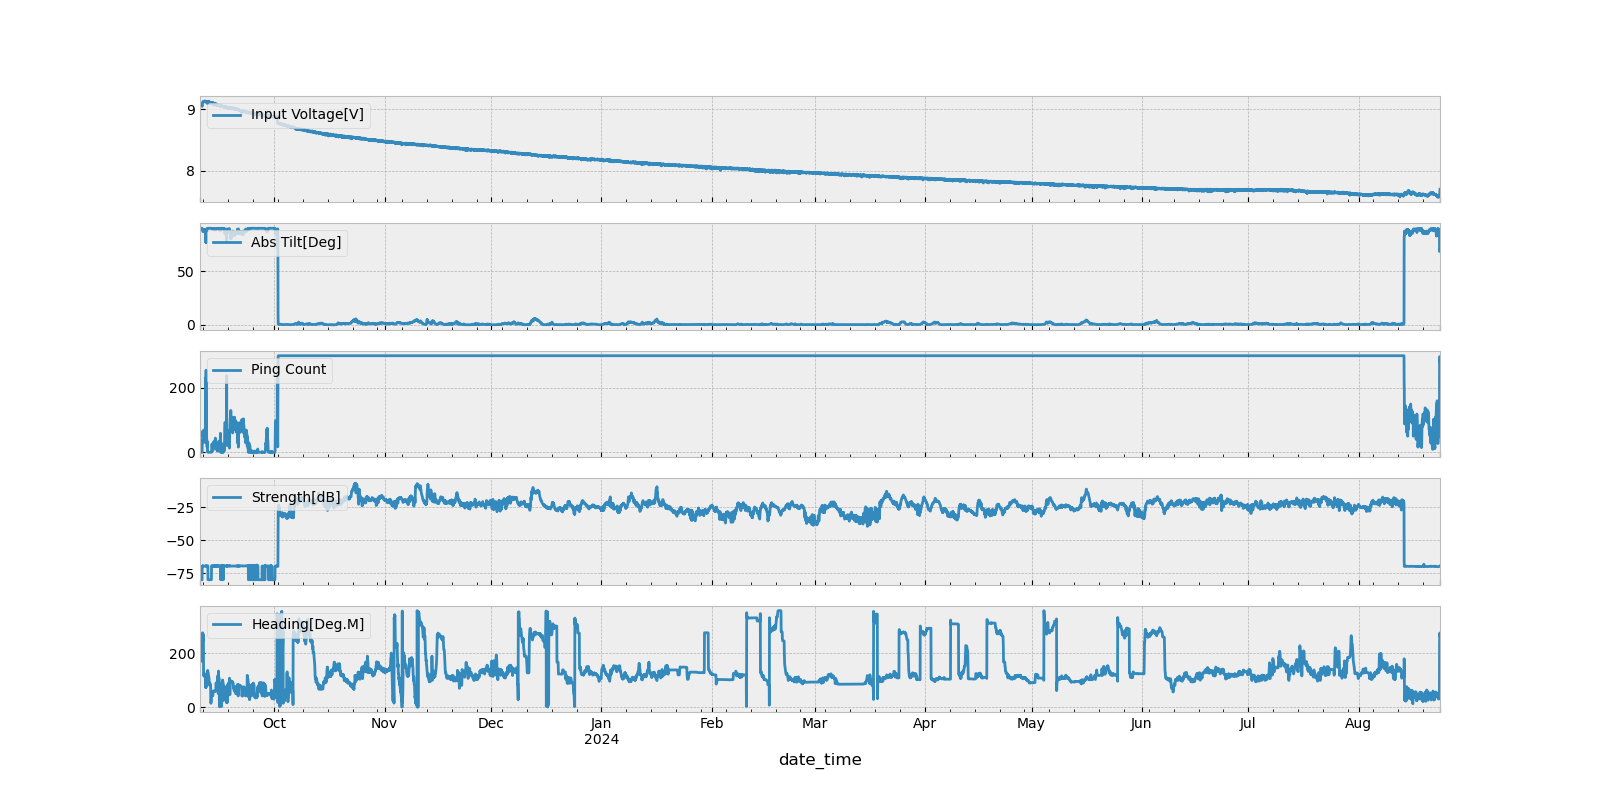 9
8
Input Voltage[V]
50
0
Abs Tilt[Deg]
200
0
Ping Count
−25
−50
−75
Strength[dB]
200
0
Heading[Deg.M]
Oct Nov Dec Jan Feb Mar Apr May Jun Jul Aug
2024
date_time